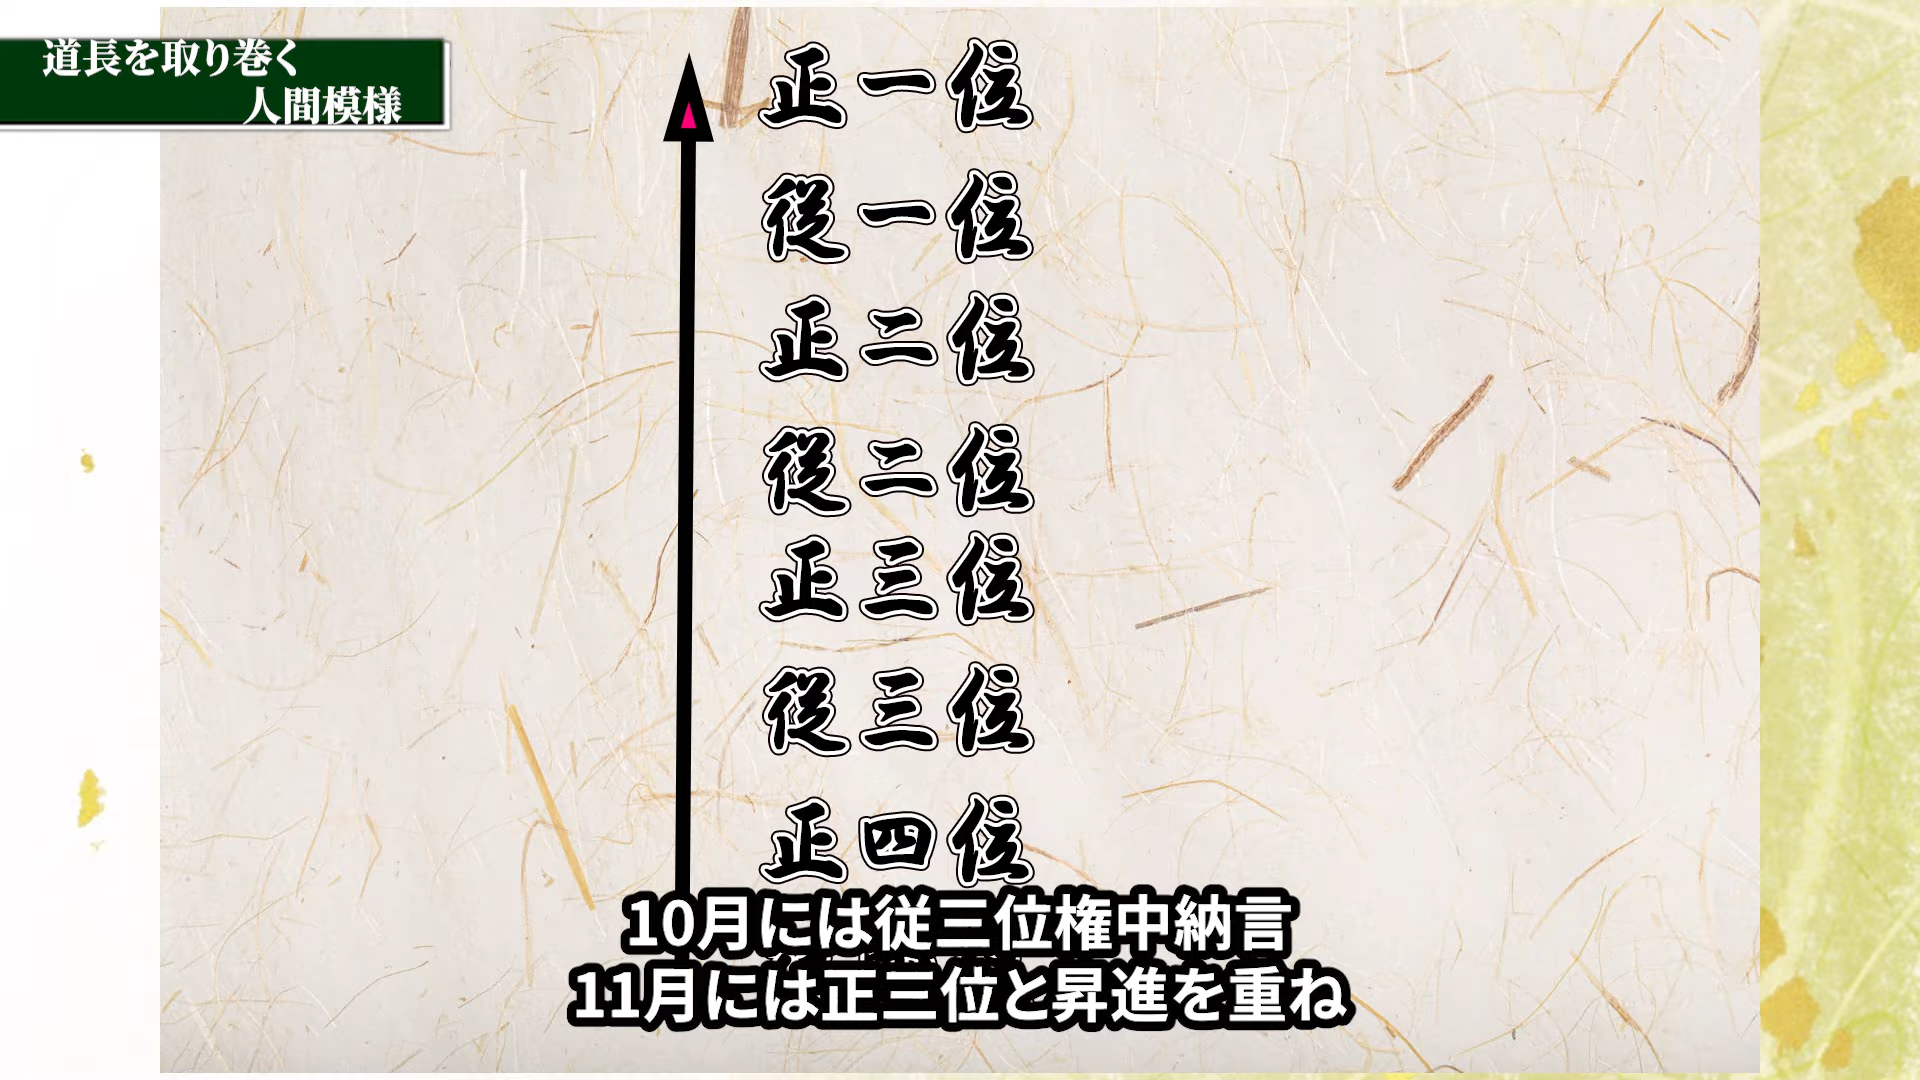 道長を取り巻く
人間模様
正一位
従一位
正二位
従二位
正三位
従三位
正四位
10月には従三位権中納言
11月には正三位と昇進を重ね